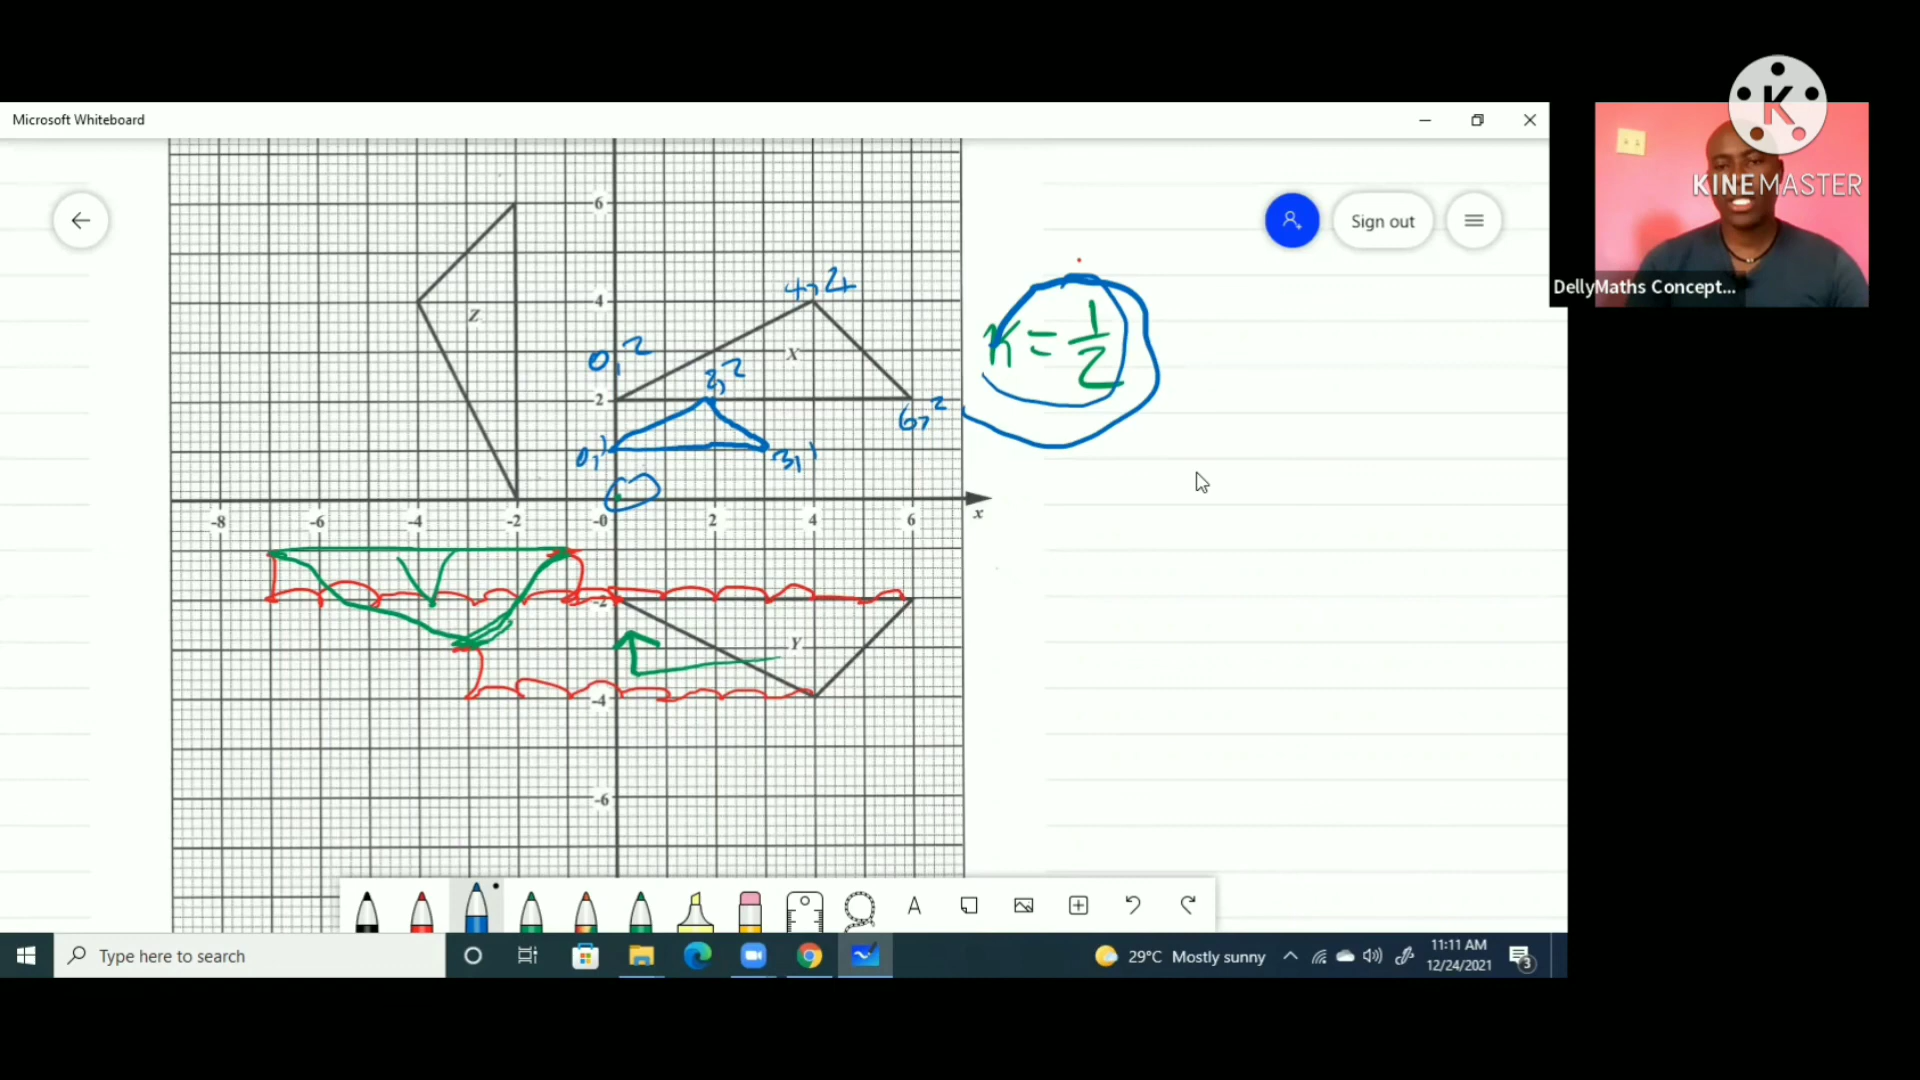 Microsoft Whiteboard
K
KINEMASTER
Sign out
DellyMaths Concept...
6
4
2
Z
X
4,4
0,2
2,2
6,2
0,1
3,1
K = 1/2
-8 -6 -4 -2 -0 2 4 6 x
-2
Y
-4
-6
A
Type here to search
29°C Mostly sunny
11:11 AM
12/24/2021
3